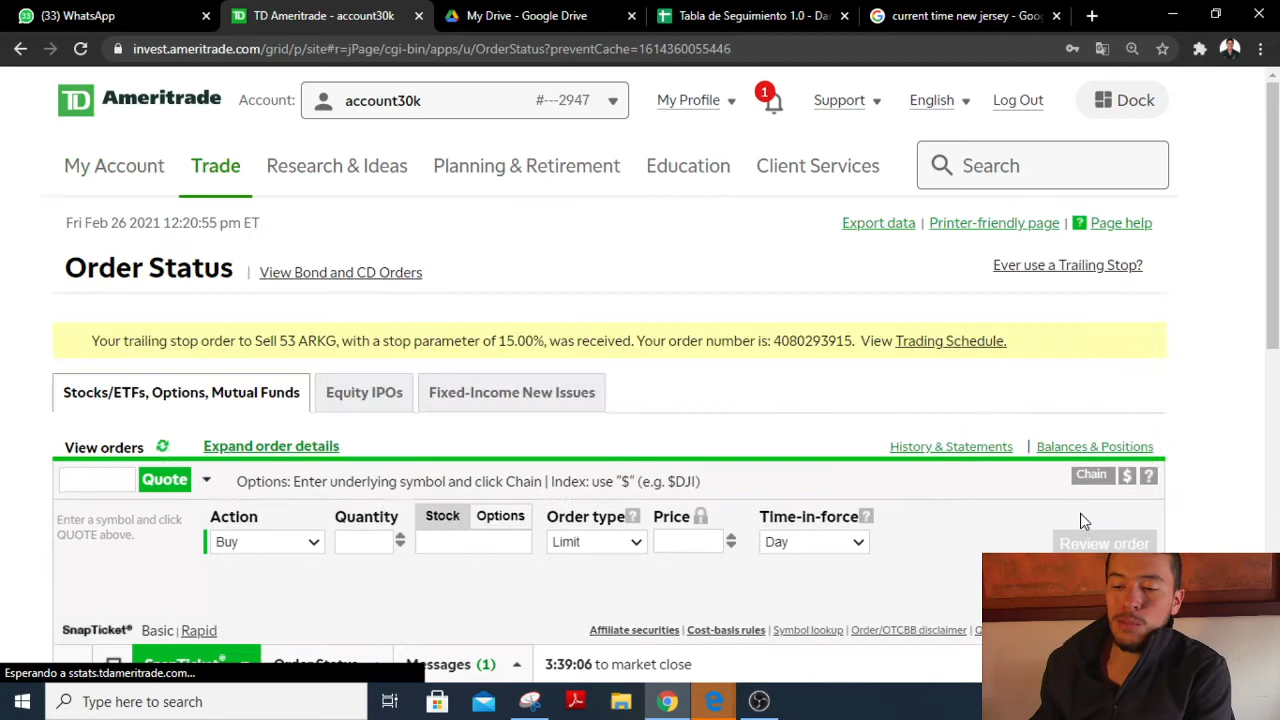 (33) WhatsApp
TD Ameritrade - account30k
My Drive - Google Drive
Tabla de Seguimiento 1.0 - Da
current time new jersey - Goo
invest.ameritrade.com/grid/p/site#r=jPage/cgi-bin/apps/u/OrderStatus?preventCache=1614360055446
TD Ameritrade
Account:
account30k
#---2947
My Profile
1
Support
English
Log Out
Dock
My Account
Trade
Research & Ideas
Planning & Retirement
Education
Client Services
Search
Fri Feb 26 2021 12:20:55 pm ET
Export data | Printer-friendly page | ? Page help
Order Status | View Bond and CD Orders
Ever use a Trailing Stop?
Your trailing stop order to Sell 53 ARKG, with a stop parameter of 15.00%, was received. Your order number is: 4080293915. View Trading Schedule.
Stocks/ETFs, Options, Mutual Funds
Equity IPOs
Fixed-Income New Issues
View orders
Expand order details
History & Statements | Balances & Positions
Quote
Options: Enter underlying symbol and click Chain | Index: use "$" (e.g. $DJI)
Chain $ ?
Enter a symbol and click
QUOTE above.
Action
Quantity
Stock
Options
Order type ?
Price
Time-in-force ?
Buy
Limit
Day
Review order
SnapTicket® Basic | Rapid
Affiliate securities | Cost-basis rules | Symbol lookup | Order/OTCBB disclaimer |
SnapTicket®
Order Status
Messages (1)
3:39:06 to market close
Esperando a sstats.tdameritrade.com...
Type here to search